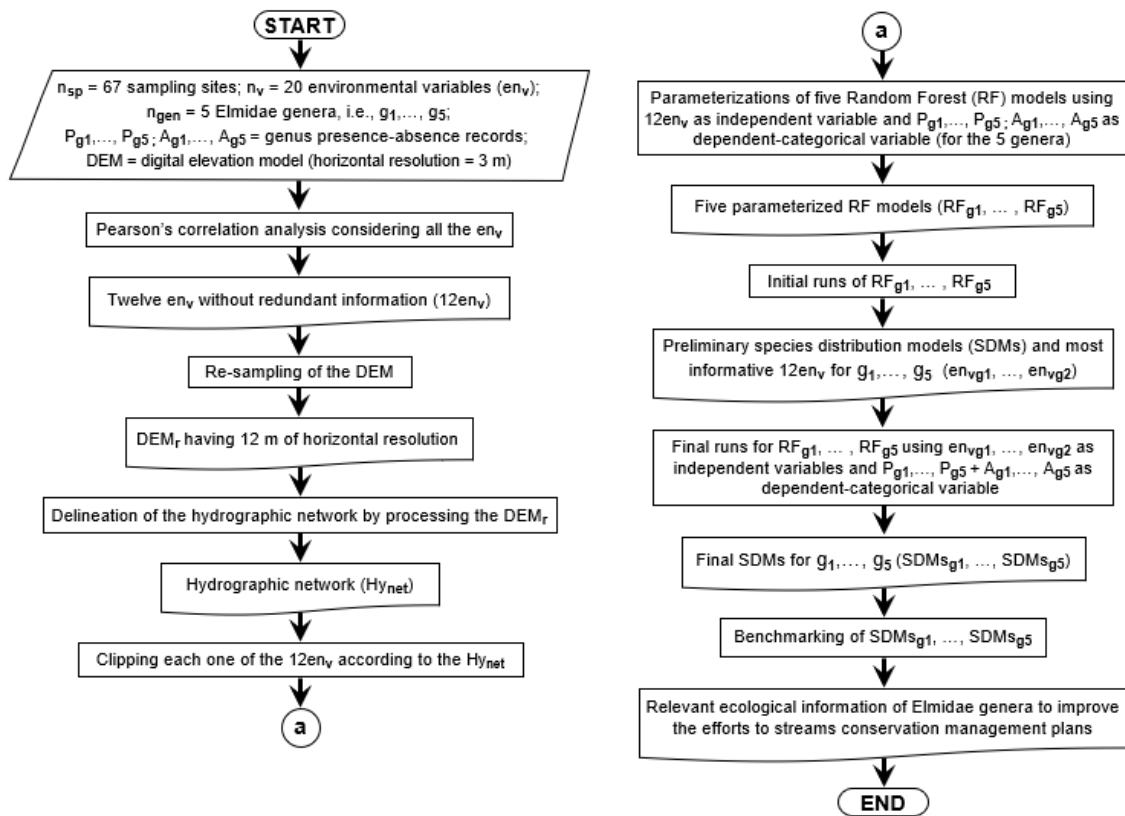 START
n_sp = 67 sampling sites; n_v = 20 environmental variables (en_v);
n_gen = 5 Elmidae genera, i.e., g_1,…, g_5;
P_g1,…, P_g5; A_g1,…, A_g5 = genus presence-absence records;
DEM = digital elevation model (horizontal resolution = 3 m)
Pearson's correlation analysis considering all the en_v
Twelve en_v without redundant information (12en_v)
Re-sampling of the DEM
DEM_r having 12 m of horizontal resolution
Delineation of the hydrographic network by processing the DEM_r
Hydrographic network (Hy_net)
Clipping each one of the 12en_v according to the Hy_net
a
a
Parameterizations of five Random Forest (RF) models using
12en_v as independent variable and P_g1,…, P_g5; A_g1,…, A_g5 as
dependent-categorical variable (for the 5 genera)
Five parameterized RF models (RF_g1, … , RF_g5)
Initial runs of RF_g1, … , RF_g5
Preliminary species distribution models (SDMs) and most
informative 12en_v for g_1,…, g_5 (en_vg1, …, en_vg2)
Final runs for RF_g1, … , RF_g5 using en_vg1, …, en_vg2 as
independent variables and P_g1,…, P_g5 + A_g1,…, A_g5 as
dependent-categorical variable
Final SDMs for g_1,…, g_5 (SDMs_g1, …, SDMs_g5)
Benchmarking of SDMs_g1, …, SDMs_g5
Relevant ecological information of Elmidae genera to improve
the efforts to streams conservation management plans
END